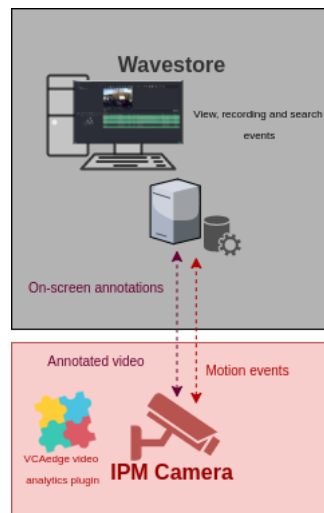 Wavestore
View, recording and search
events
On-screen annotations
Annotated video
Motion events
VCAedge video
analytics plugin
IPM Camera